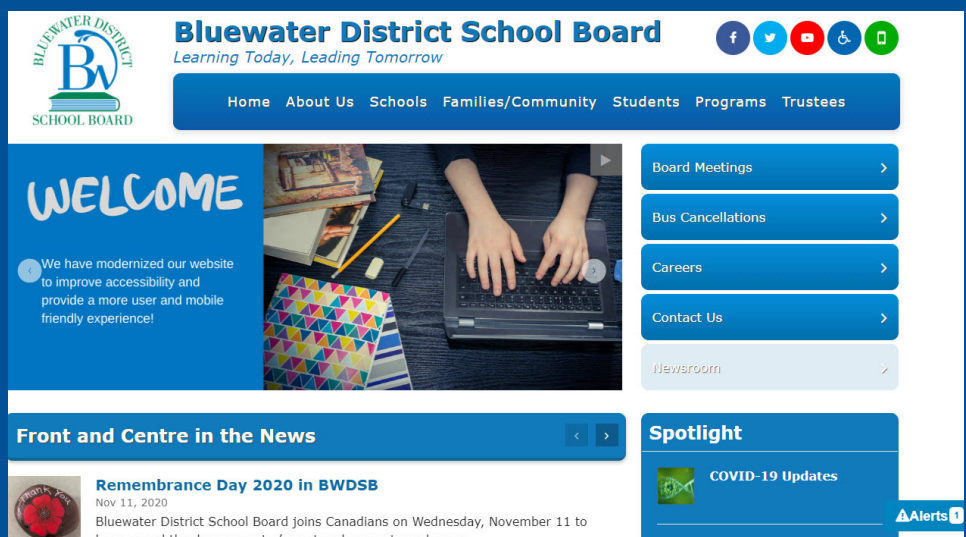 BLUEWATER DISTRICT
BW
SCHOOL BOARD
Bluewater District School Board
Learning Today, Leading Tomorrow
Home About Us Schools Families/Community Students Programs Trustees
WELCOME
We have modernized our website
to improve accessibility and
provide a more user and mobile
friendly experience!
Board Meetings
Bus Cancellations
Careers
Contact Us
Newsroom
Front and Centre in the News
Remembrance Day 2020 in BWDSB
Nov 11, 2020
Bluewater District School Board joins Canadians on Wednesday, November 11 to
Thank You
Spotlight
COVID-19 Updates
Alerts 1